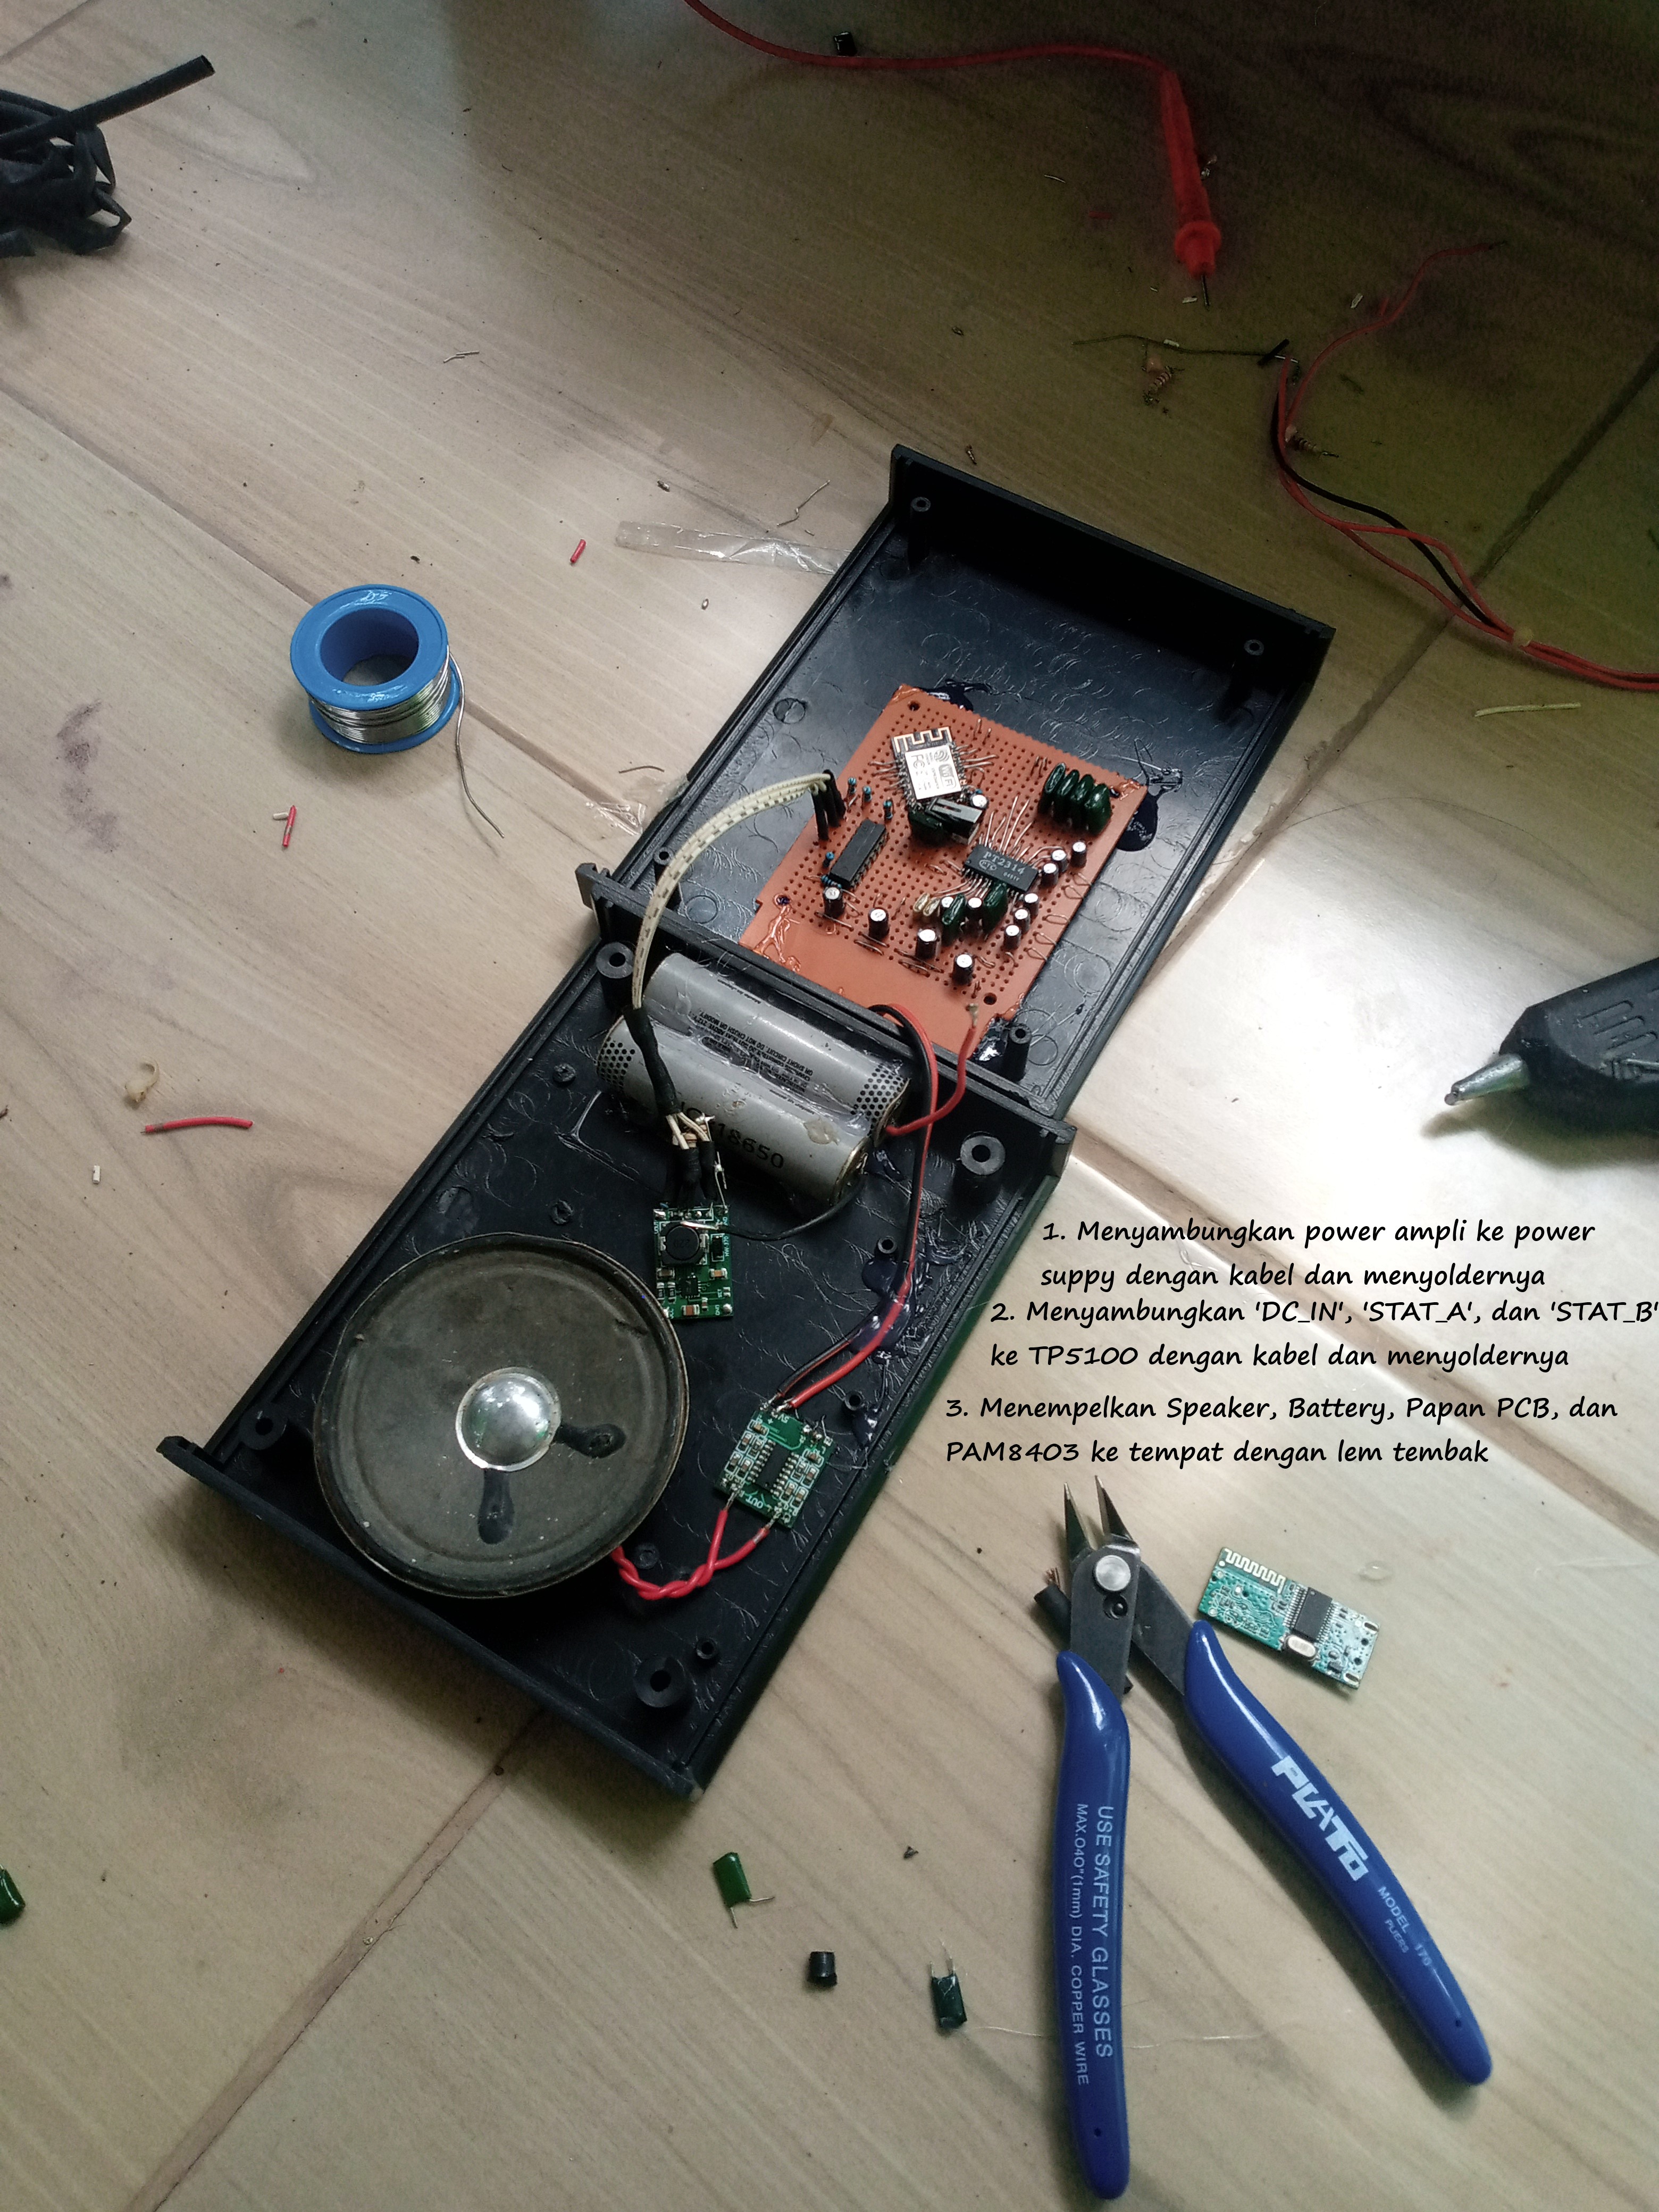 PT2314
18650
1. Menyambungkan power ampli ke power
suppy dengan kabel dan menyoldernya
2. Menyambungkan 'DC_IN', 'STAT_A', dan 'STAT_B'
ke TP5100 dengan kabel dan menyoldernya
3. Menempelkan Speaker, Battery, Papan PCB, dan
PAM8403 ke tempat dengan lem tembak
PLATO
MODEL 170
PLIERS
USE SAFETY GLASSES
MAX.040"(1mm) DIA. COPPER WIRE